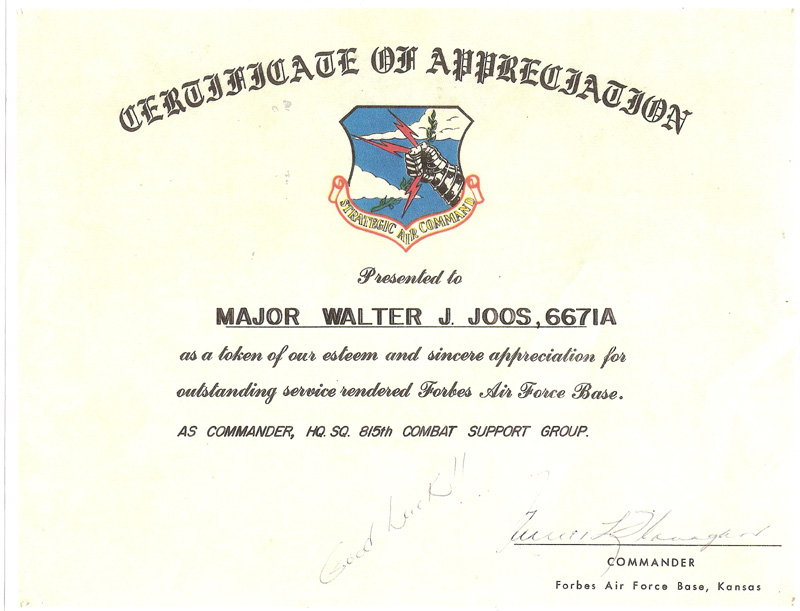 CERTIFICATE OF APPRECIATION
STRATEGIC AIR COMMAND
Presented to
MAJOR WALTER J. JOOS, 6671A
as a token of our esteem and sincere appreciation for
outstanding service rendered Forbes Air Force Base.
AS COMMANDER, HQ. SQ. 815th COMBAT SUPPORT GROUP.
Good Luck!!
COMMANDER
Forbes Air Force Base, Kansas